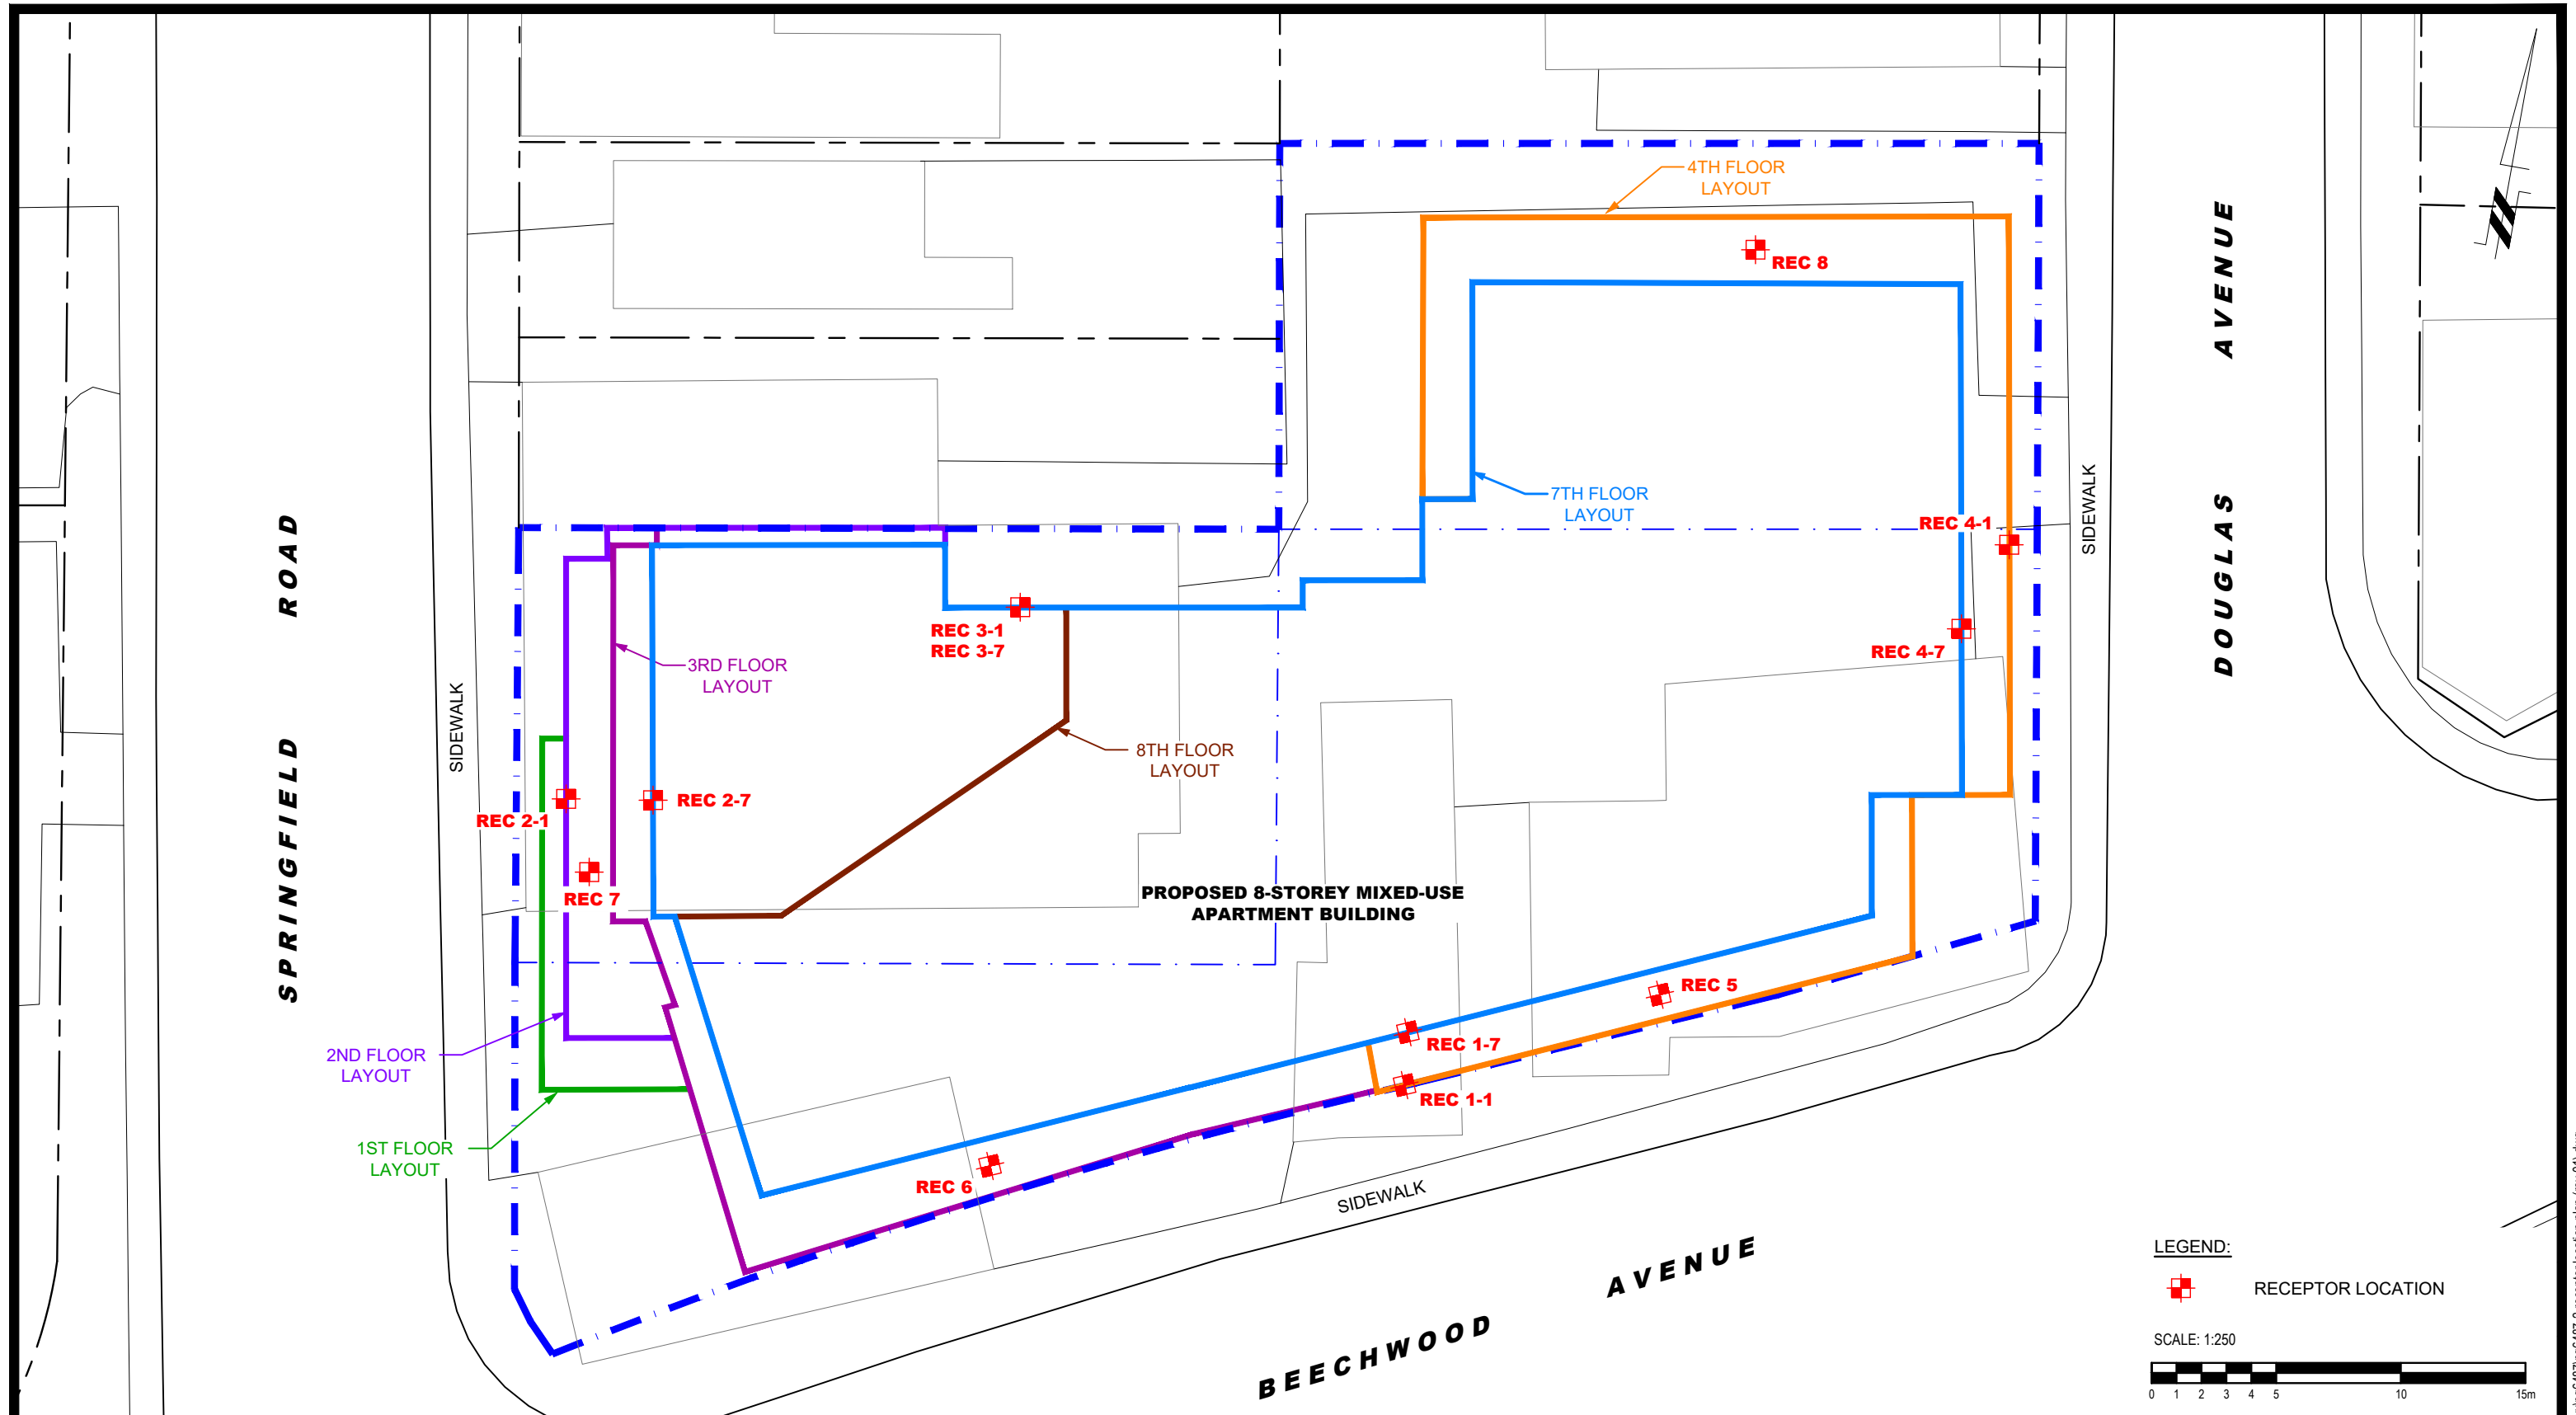 4TH FLOOR
LAYOUT
REC 8
AVENUE
DOUGLAS
SIDEWALK
7TH FLOOR
LAYOUT
REC 4-1
REC 4-7
ROAD
SPRINGFIELD
SIDEWALK
REC 3-1
REC 3-7
3RD FLOOR
LAYOUT
8TH FLOOR
LAYOUT
REC 2-1
REC 2-7
REC 7
PROPOSED 8-STOREY MIXED-USE
APARTMENT BUILDING
REC 5
REC 1-7
REC 1-1
2ND FLOOR
LAYOUT
1ST FLOOR
LAYOUT
REC 6
SIDEWALK
BEECHWOOD AVENUE
LEGEND:
RECEPTOR LOCATION
SCALE: 1:250
0 1 2 3 4 5 10 15m